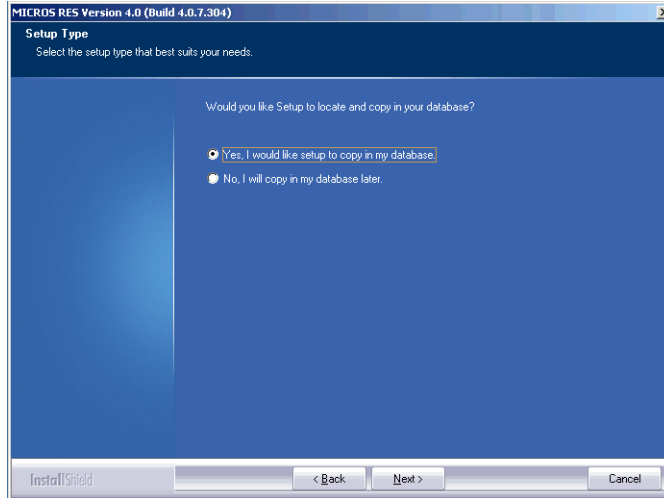 MICROS RES Version 4.0 (Build 4.0.7.304)
Setup Type
Select the setup type that best suits your needs.
Would you like Setup to locate and copy in your database?
Yes, I would like setup to copy in my database.
No, I will copy in my database later.
InstallShield
< Back
Next >
Cancel